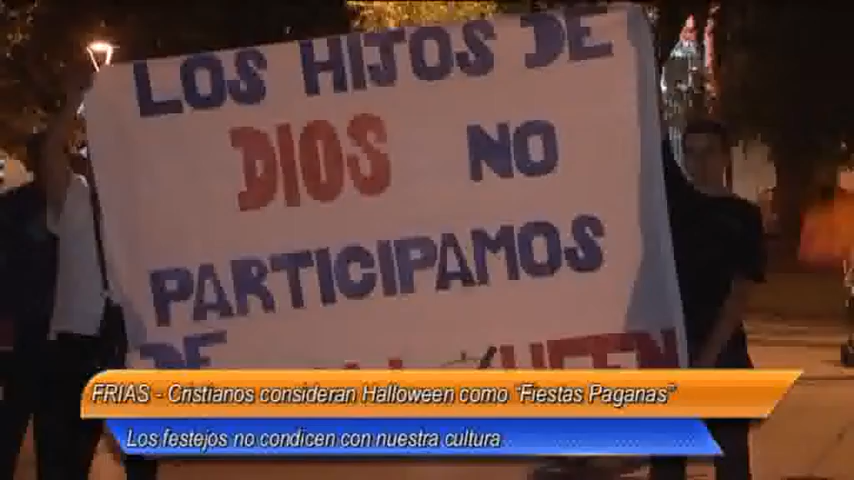 LOS HIJOS DE
DIOS NO
PARTICIPAMOS
DE
FRIAS - Cristianos consideran Halloween como "Fiestas Paganas"
Los festejos no condicen con nuestra cultura